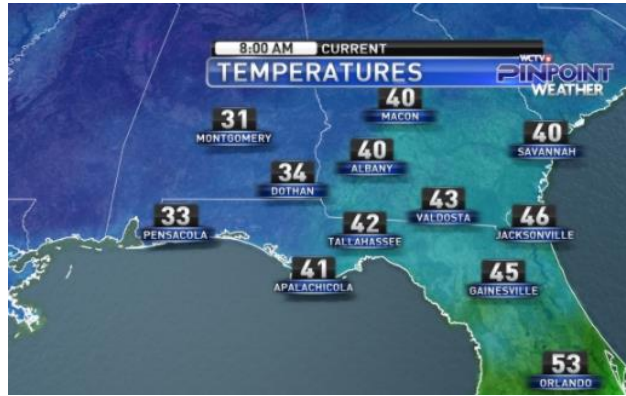 8:00 AM CURRENT
TEMPERATURES
WCTV
PINPOINT
WEATHER
40
MACON
31
MONTGOMERY
40
SAVANNAH
40
ALBANY
34
DOTHAN
43
VALDOSTA
33
PENSACOLA
42
TALLAHASSEE
46
JACKSONVILLE
41
APALACHICOLA
45
GAINESVILLE
53
ORLANDO